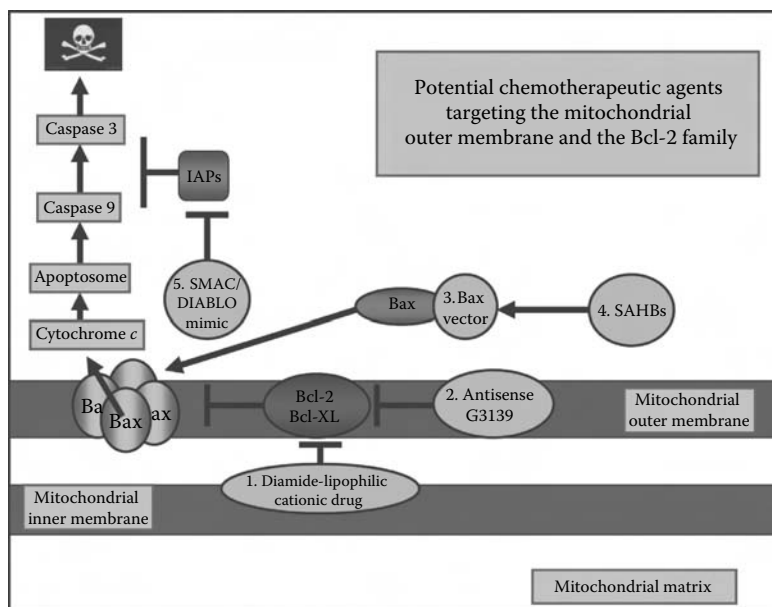 Potential chemotherapeutic agents
targeting the mitochondrial
outer membrane and the Bcl-2 family
Caspase 3
IAPs
Caspase 9
Apoptosome
5. SMAC/
DIABLO
mimic
Bax
3. Bax
vector
4. SAHBs
Cytochrome c
Ba
Bax
ax
Bcl-2
Bcl-XL
2. Antisense
G3139
Mitochondrial
outer membrane
1. Diamide-lipophilic
cationic drug
Mitochondrial
inner membrane
Mitochondrial matrix